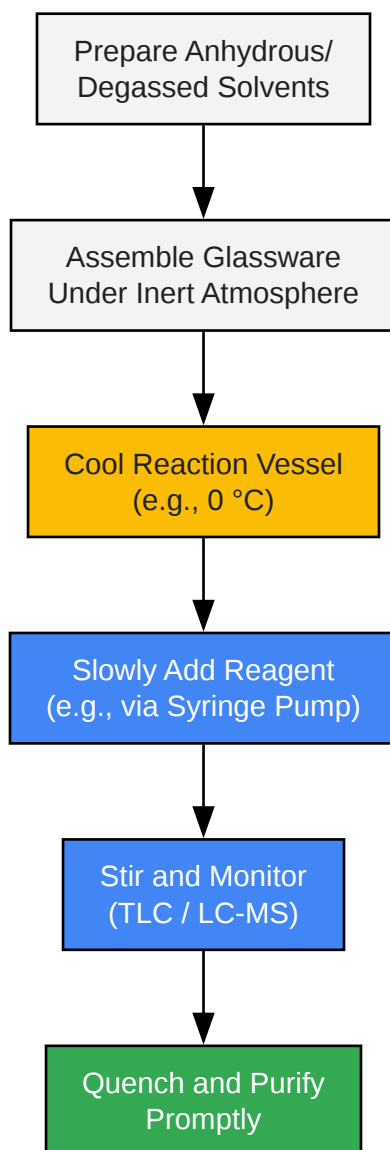 Prepare Anhydrous/
Degassed Solvents
Assemble Glassware
Under Inert Atmosphere
Cool Reaction Vessel
(e.g., 0 °C)
Slowly Add Reagent
(e.g., via Syringe Pump)
Stir and Monitor
(TLC / LC-MS)
Quench and Purify
Promptly